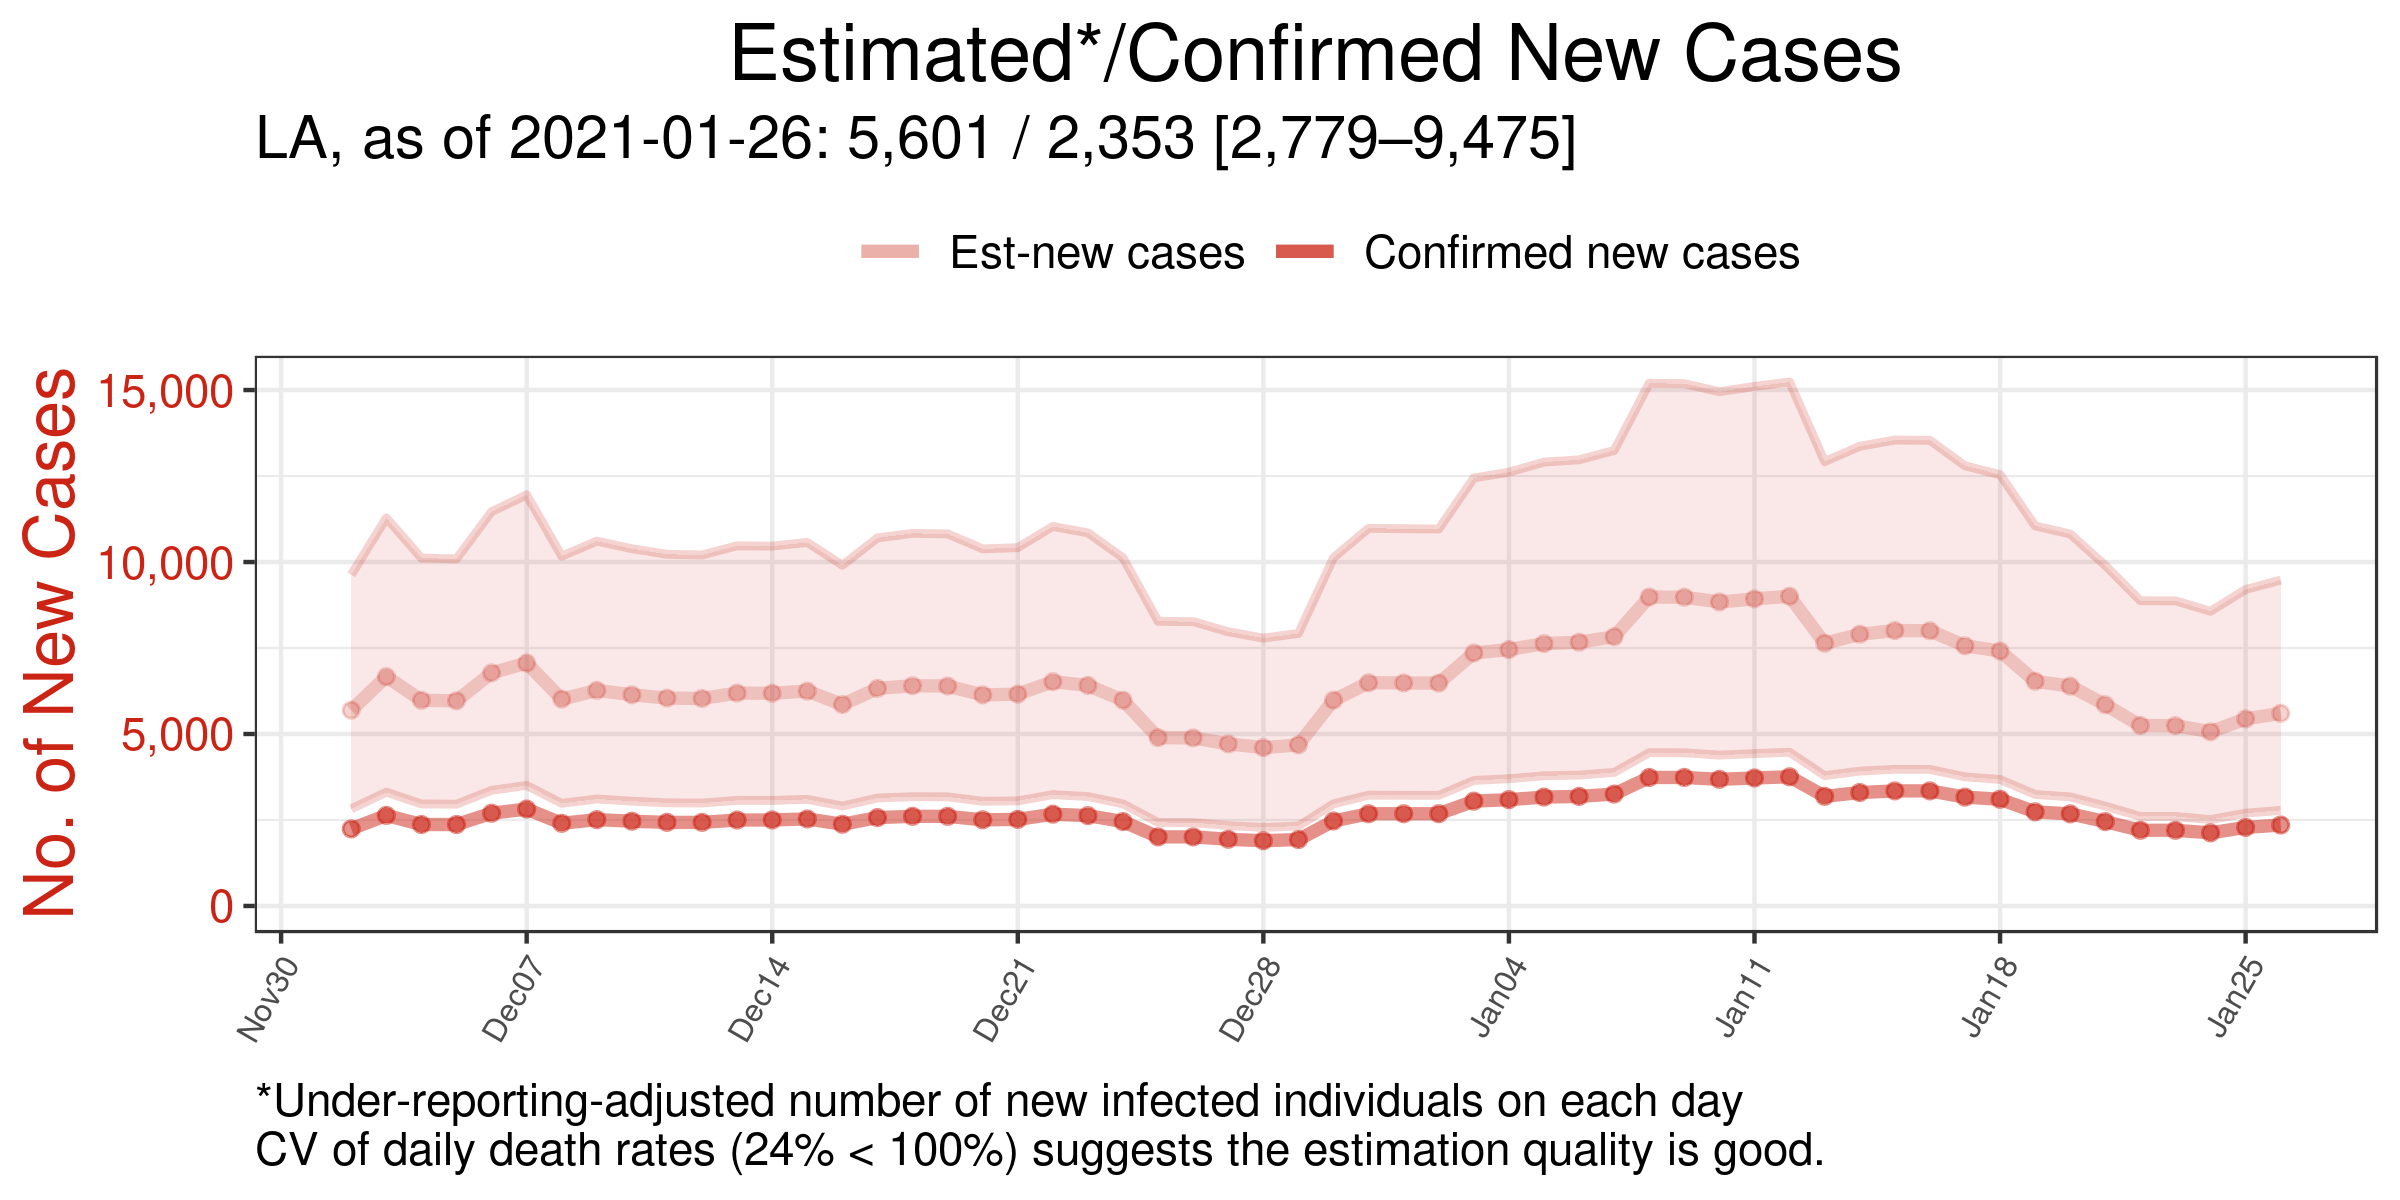 Estimated*/Confirmed New Cases
LA, as of 2021-01-26: 5,601 / 2,353 [2,779–9,475]
Est-new cases
Confirmed new cases
No. of New Cases
15,000
10,000
5,000
0
Nov30
Dec07
Dec14
Dec21
Dec28
Jan04
Jan11
Jan18
Jan25
*Under-reporting-adjusted number of new infected individuals on each day
CV of daily death rates (24% < 100%) suggests the estimation quality is good.